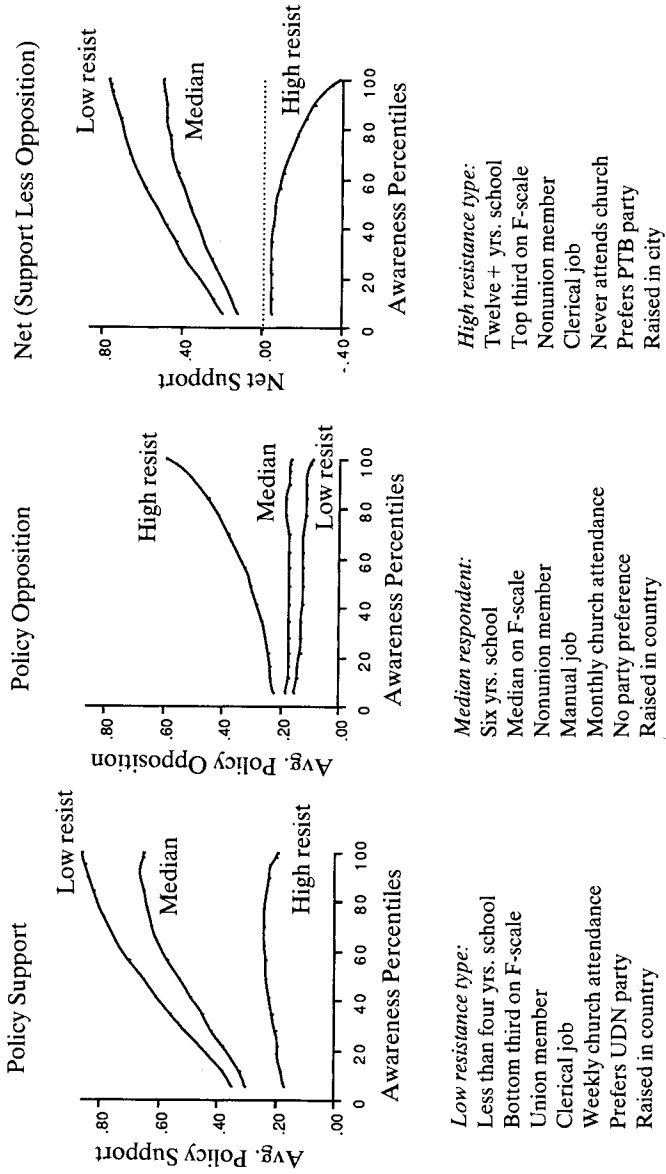 Policy Support
Avg. Policy Support
.80
.60
.40
.20
.00
0
20
40
60
80
100
Awareness Percentiles
Low resist
Median
High resist
Policy Opposition
Avg. Policy Opposition
.80
.60
.40
.20
.00
0
20
40
60
80
100
Awareness Percentiles
High resist
Median
Low resist
Net (Support Less Opposition)
Net Support
.80
.40
.00
-.40
0
20
40
60
80
100
Awareness Percentiles
Low resist
Median
High resist
Low resistance type:
Less than four yrs. school
Bottom third on F-scale
Union member
Clerical job
Weekly church attendance
Prefers UDN party
Raised in country
Median respondent:
Six yrs. school
Median on F-scale
Nonunion member
Manual job
Monthly church attendance
No party preference
Raised in country
High resistance type:
Twelve + yrs. school
Top third on F-scale
Nonunion member
Clerical job
Never attends church
Prefers PTB party
Raised in city